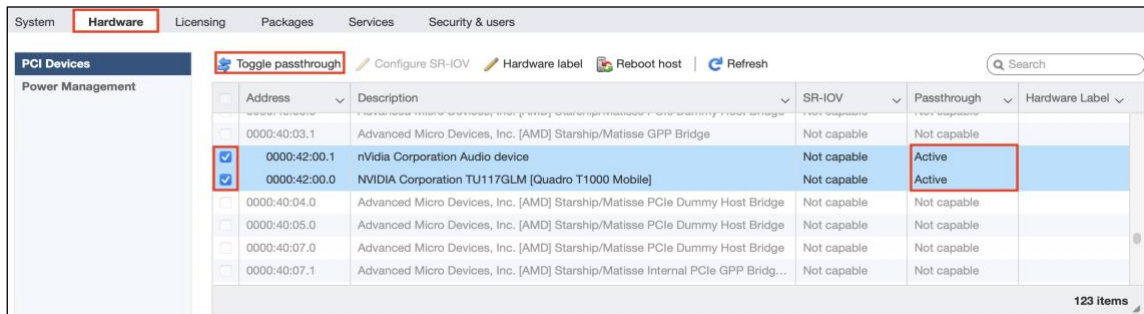 System Hardware Licensing Packages Services Security & users
PCI Devices
Power Management
Toggle passthrough Configure SR-IOV Hardware label Reboot host Refresh Search
Address Description SR-IOV Passthrough Hardware Label
0000:40:03.1 Advanced Micro Devices, Inc. [AMD] Starship/Matisse GPP Bridge Not capable Not capable
0000:42:00.1 nVidia Corporation Audio device Not capable Active
0000:42:00.0 NVIDIA Corporation TU117GLM [Quadro T1000 Mobile] Not capable Active
0000:40:04.0 Advanced Micro Devices, Inc. [AMD] Starship/Matisse PCIe Dummy Host Bridge Not capable Not capable
0000:40:05.0 Advanced Micro Devices, Inc. [AMD] Starship/Matisse PCIe Dummy Host Bridge Not capable Not capable
0000:40:07.0 Advanced Micro Devices, Inc. [AMD] Starship/Matisse PCIe Dummy Host Bridge Not capable Not capable
0000:40:07.1 Advanced Micro Devices, Inc. [AMD] Starship/Matisse Internal PCIe GPP Bridg... Not capable Not capable
123 items